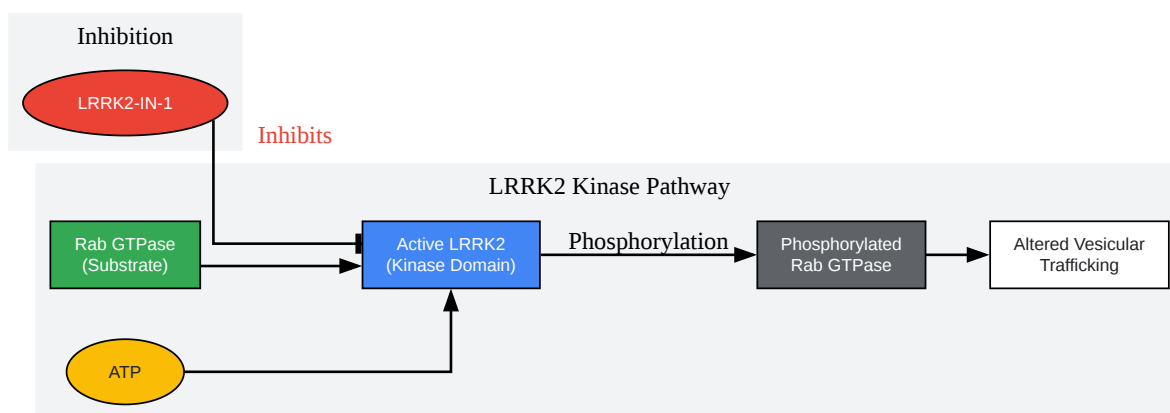 Inhibition
LRRK2-IN-1
Inhibits
LRRK2 Kinase Pathway
Rab GTPase
(Substrate)
Active LRRK2
(Kinase Domain)
Phosphorylation
Phosphorylated
Rab GTPase
Altered Vesicular
Trafficking
ATP